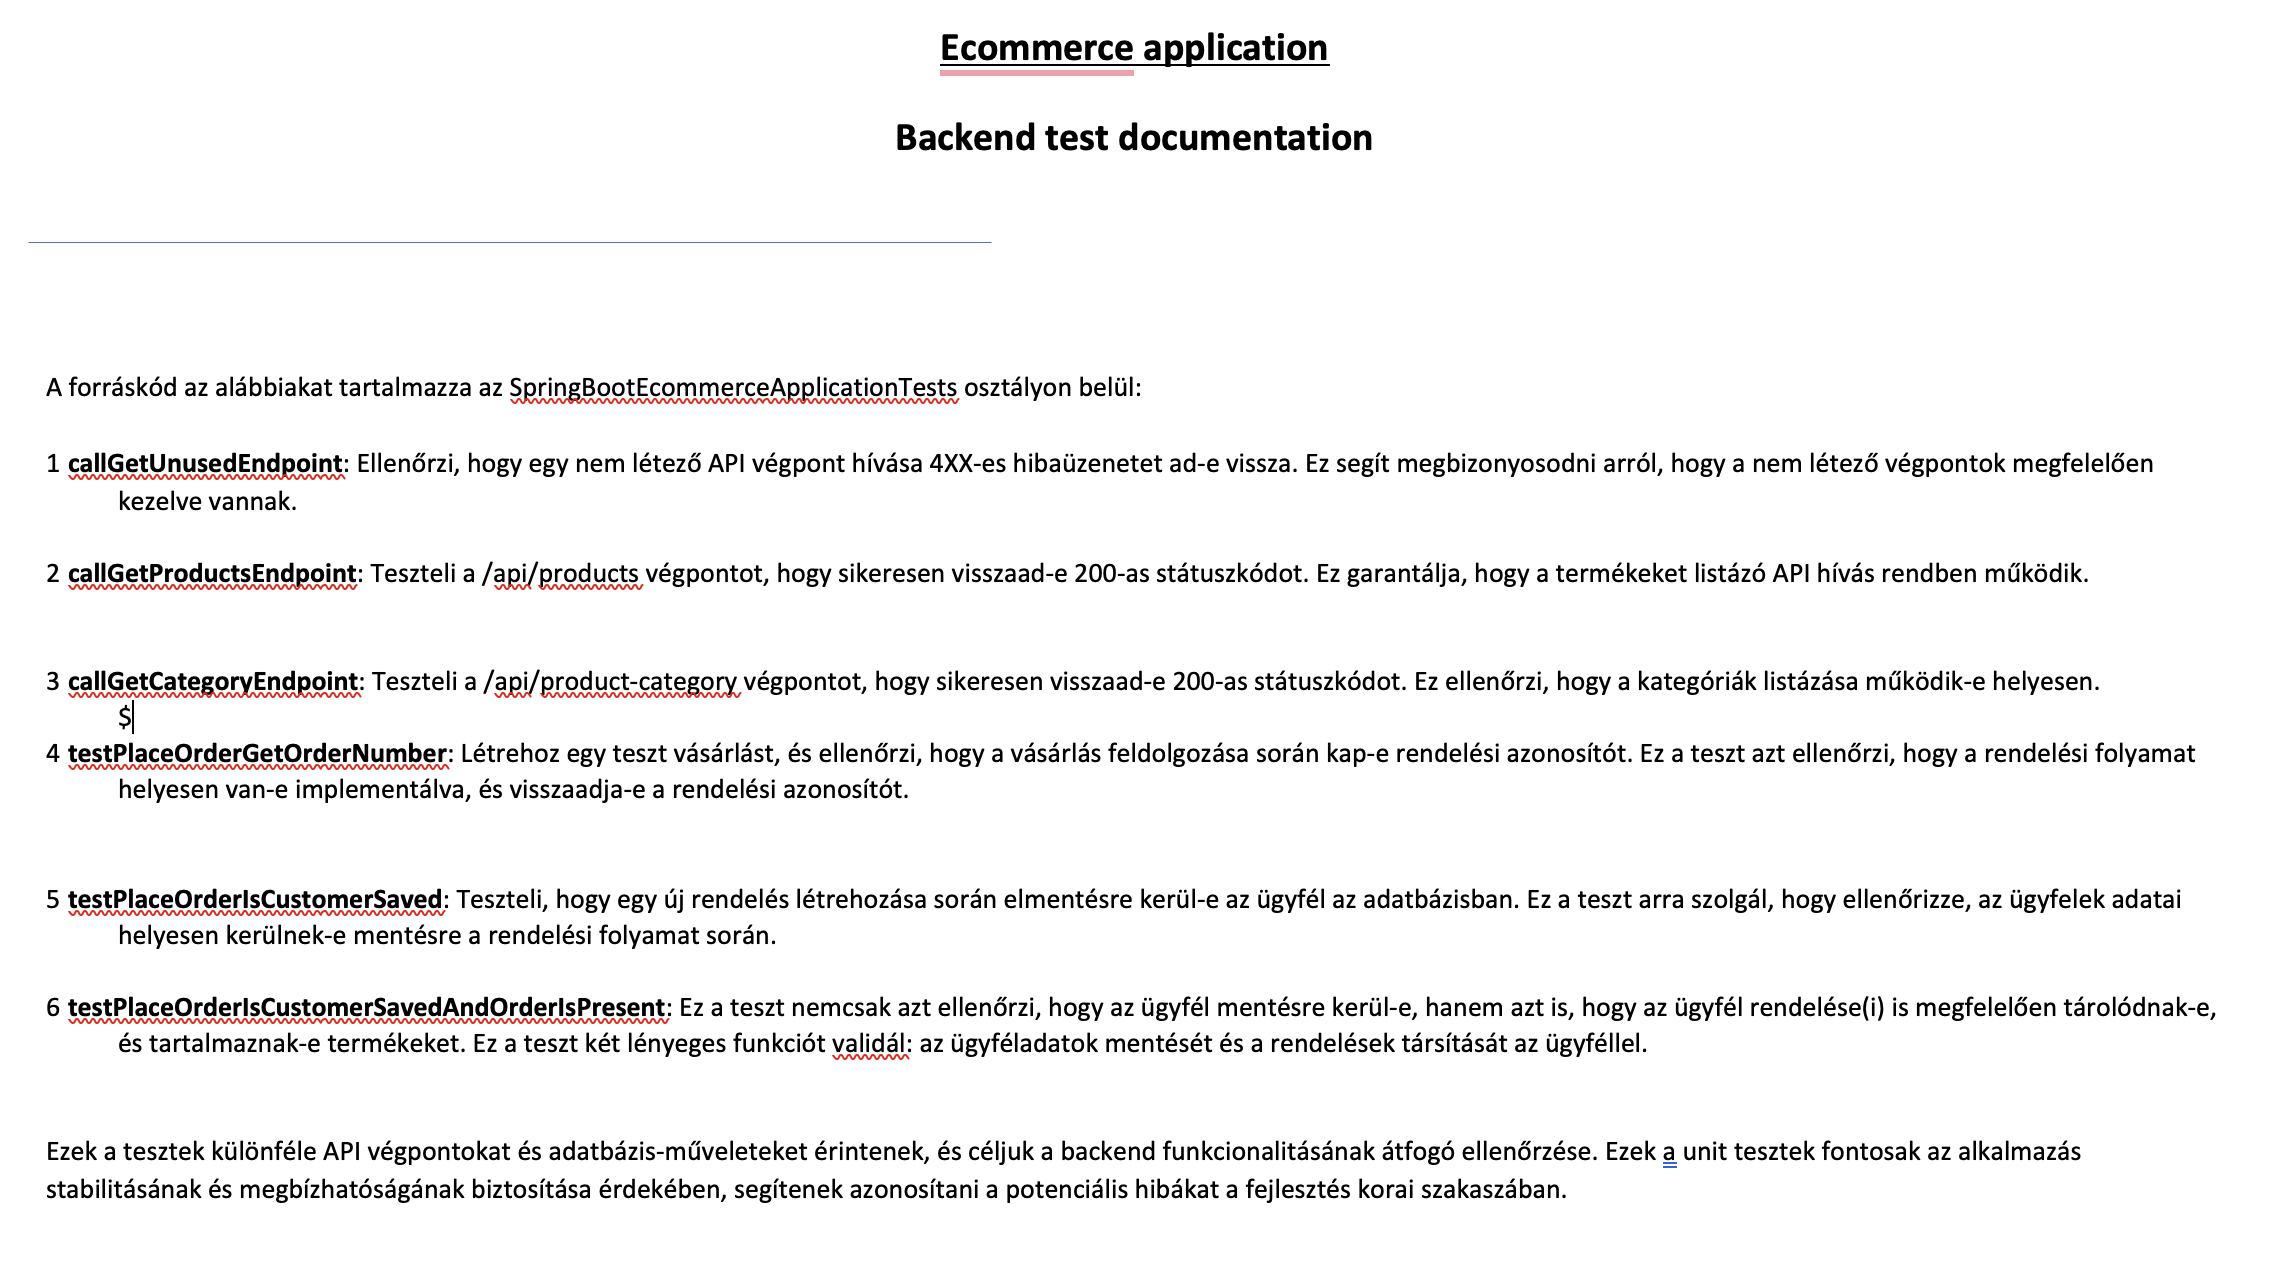 Ecommerce application
Backend test documentation
A forráskód az alábbiakat tartalmazza az SpringBootEcommerceApplicationTests osztályon belül:
1 callGetUnusedEndpoint: Ellenőrzi, hogy egy nem létező API végpont hívása 4XX-es hibaüzenetet ad-e vissza. Ez segít megbizonyosodni arról, hogy a nem létező végpontok megfelelően
kezelve vannak.
2 callGetProductsEndpoint: Teszteli a /api/products végpontot, hogy sikeresen visszaad-e 200-as státuszkódot. Ez garantálja, hogy a termékeket listázó API hívás rendben működik.
3 callGetCategoryEndpoint: Teszteli a /api/product-category végpontot, hogy sikeresen visszaad-e 200-as státuszkódot. Ez ellenőrzi, hogy a kategóriák listázása működik-e helyesen.
$
4 testPlaceOrderGetOrderNumber: Létrehoz egy teszt vásárlást, és ellenőrzi, hogy a vásárlás feldolgozása során kap-e rendelési azonosítót. Ez a teszt azt ellenőrzi, hogy a rendelési folyamat
helyesen van-e implementálva, és visszaadja-e a rendelési azonosítót.
5 testPlaceOrderIsCustomerSaved: Teszteli, hogy egy új rendelés létrehozása során elmentésre kerül-e az ügyfél az adatbázisban. Ez a teszt arra szolgál, hogy ellenőrizze, az ügyfelek adatai
helyesen kerülnek-e mentésre a rendelési folyamat során.
6 testPlaceOrderIsCustomerSavedAndOrderIsPresent: Ez a teszt nemcsak azt ellenőrzi, hogy az ügyfél mentésre kerül-e, hanem azt is, hogy az ügyfél rendelése(i) is megfelelően tárolódnak-e,
és tartalmaznak-e termékeket. Ez a teszt két lényeges funkciót validál: az ügyféladatok mentését és a rendelések társítását az ügyféllel.
Ezek a tesztek különféle API végpontokat és adatbázis-műveleteket érintenek, és céljuk a backend funkcionalitásának átfogó ellenőrzése. Ezek a unit tesztek fontosak az alkalmazás
stabilitásának és megbízhatóságának biztosítása érdekében, segítenek azonosítani a potenciális hibákat a fejlesztés korai szakaszában.